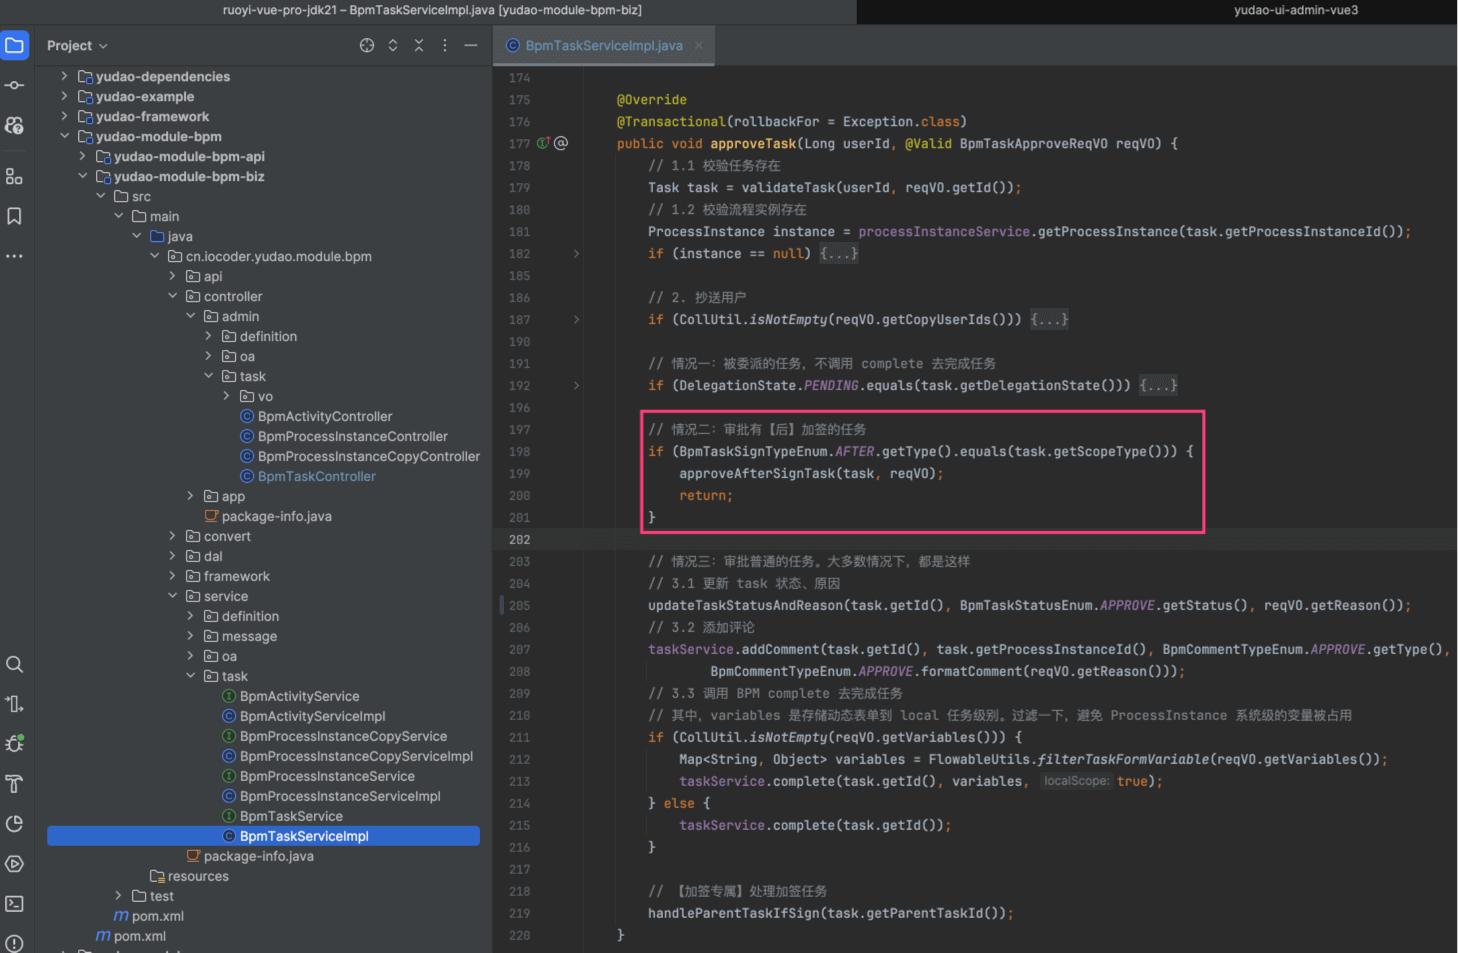 ruoyi-vue-pro-jdk21 – BpmTaskServiceImpl.java [yudao-module-bpm-biz]
yudao-ui-admin-vue3
Project
BpmTaskServiceImpl.java
yudao-dependencies
yudao-example
yudao-framework
yudao-module-bpm
yudao-module-bpm-api
yudao-module-bpm-biz
src
main
java
cn.iocoder.yudao.module.bpm
api
controller
admin
definition
oa
task
vo
BpmActivityController
BpmProcessInstanceController
BpmProcessInstanceCopyController
BpmTaskController
app
package-info.java
convert
dal
framework
service
definition
message
oa
task
BpmActivityService
BpmActivityServiceImpl
BpmProcessInstanceCopyService
BpmProcessInstanceCopyServiceImpl
BpmProcessInstanceService
BpmProcessInstanceServiceImpl
BpmTaskService
BpmTaskServiceImpl
package-info.java
resources
test
pom.xml
pom.xml
174
175 @Override
176 @Transactional(rollbackFor = Exception.class)
177 public void approveTask(Long userId, @Valid BpmTaskApproveReqVO reqVO) {
178 // 1.1 校验任务存在
179 Task task = validateTask(userId, reqVO.getId());
180 // 1.2 校验流程实例存在
181 ProcessInstance instance = processInstanceService.getProcessInstance(task.getProcessInstanceId());
182 if (instance == null) {...}
185
186 // 2. 抄送用户
187 if (CollUtil.isNotEmpty(reqVO.getCopyUserIds())) {...}
190
191 // 情况一：被委派的任务，不调用 complete 去完成任务
192 if (DelegationState.PENDING.equals(task.getDelegationState())) {...}
196
197 // 情况二：审批有【后】加签的任务
198 if (BpmTaskSignTypeEnum.AFTER.getType().equals(task.getScopeType())) {
199 approveAfterSignTask(task, reqVO);
200 return;
201 }
202
203 // 情况三：审批普通的任务。大多数情况下，都是这样
204 // 3.1 更新 task 状态、原因
205 updateTaskStatusAndReason(task.getId(), BpmTaskStatusEnum.APPROVE.getStatus(), reqVO.getReason());
206 // 3.2 添加评论
207 taskService.addComment(task.getId(), task.getProcessInstanceId(), BpmCommentTypeEnum.APPROVE.getType(),
208 BpmCommentTypeEnum.APPROVE.formatComment(reqVO.getReason()));
209 // 3.3 调用 BPM complete 去完成任务
210 // 其中，variables 是存储动态表单到 local 任务级别。过滤一下，避免 ProcessInstance 系统级的变量被占用
211 if (CollUtil.isNotEmpty(reqVO.getVariables())) {
212 Map<String, Object> variables = FlowableUtils.filterTaskFormVariable(reqVO.getVariables());
213 taskService.complete(task.getId(), variables, localScope: true);
214 } else {
215 taskService.complete(task.getId());
216 }
217
218 // 【加签专属】处理加签任务
219 handleParentTaskIfSign(task.getParentTaskId());
220 }